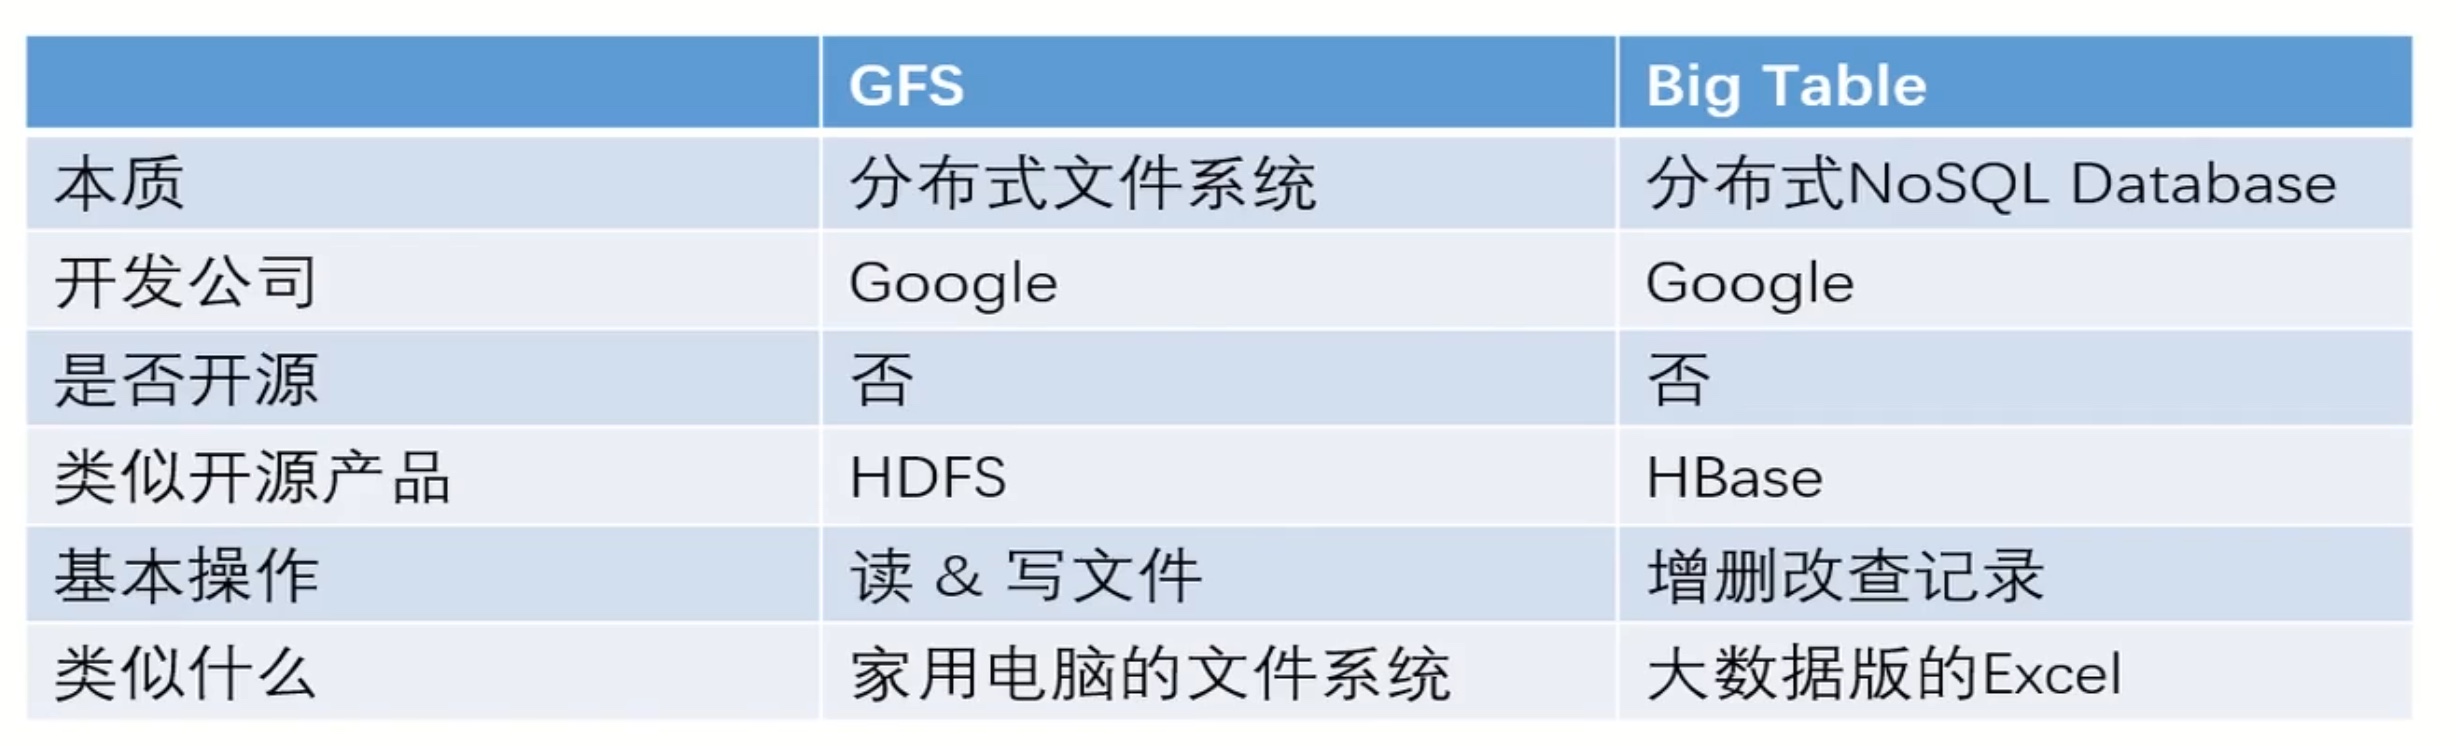 GFS Big Table
本质 分布式文件系统 分布式NoSQL Database
开发公司 Google Google
是否开源 否 否
类似开源产品 HDFS HBase
基本操作 读 & 写文件 增删改查记录
类似什么 家用电脑的文件系统 大数据版的Excel